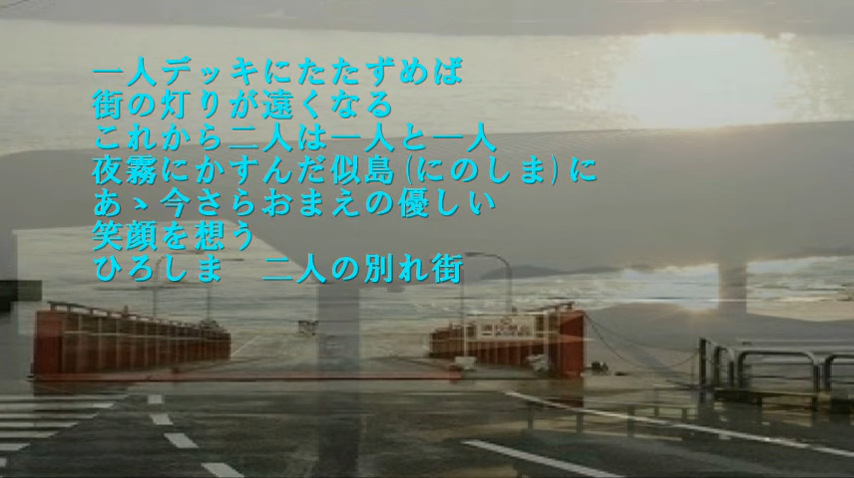 一人デッキにたたずめば
街の灯りが遠くなる
これから二人は一人と一人
夜霧にかすんだ似島(にのしま)に
あゝ今さらおまえの優しい
笑顔を想う
ひろしま　二人の別れ街